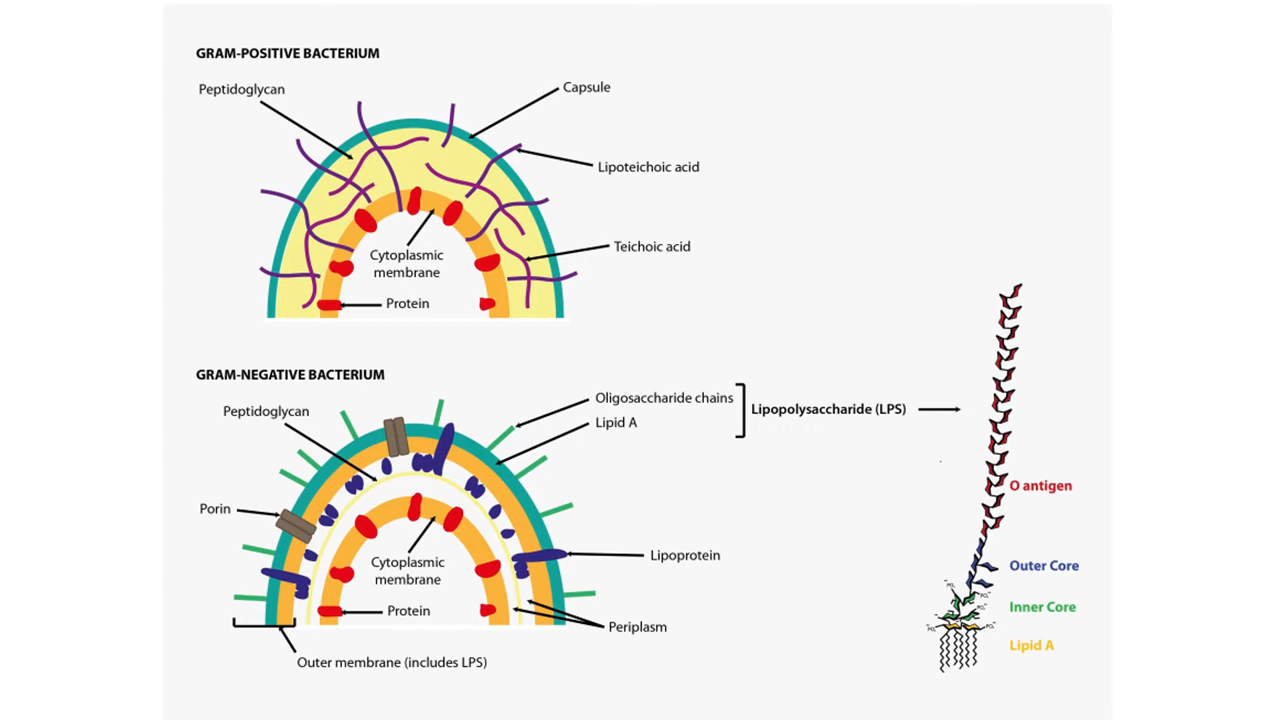 GRAM-POSITIVE BACTERIUM
Peptidoglycan
Capsule
Lipoteichoic acid
Teichoic acid
Cytoplasmic
membrane
Protein
GRAM-NEGATIVE BACTERIUM
Peptidoglycan
Oligosaccharide chains
Lipid A
Lipopolysaccharide (LPS)
Porin
Lipoprotein
Cytoplasmic
membrane
Protein
Periplasm
Outer membrane (includes LPS)
O antigen
Outer Core
Inner Core
Lipid A